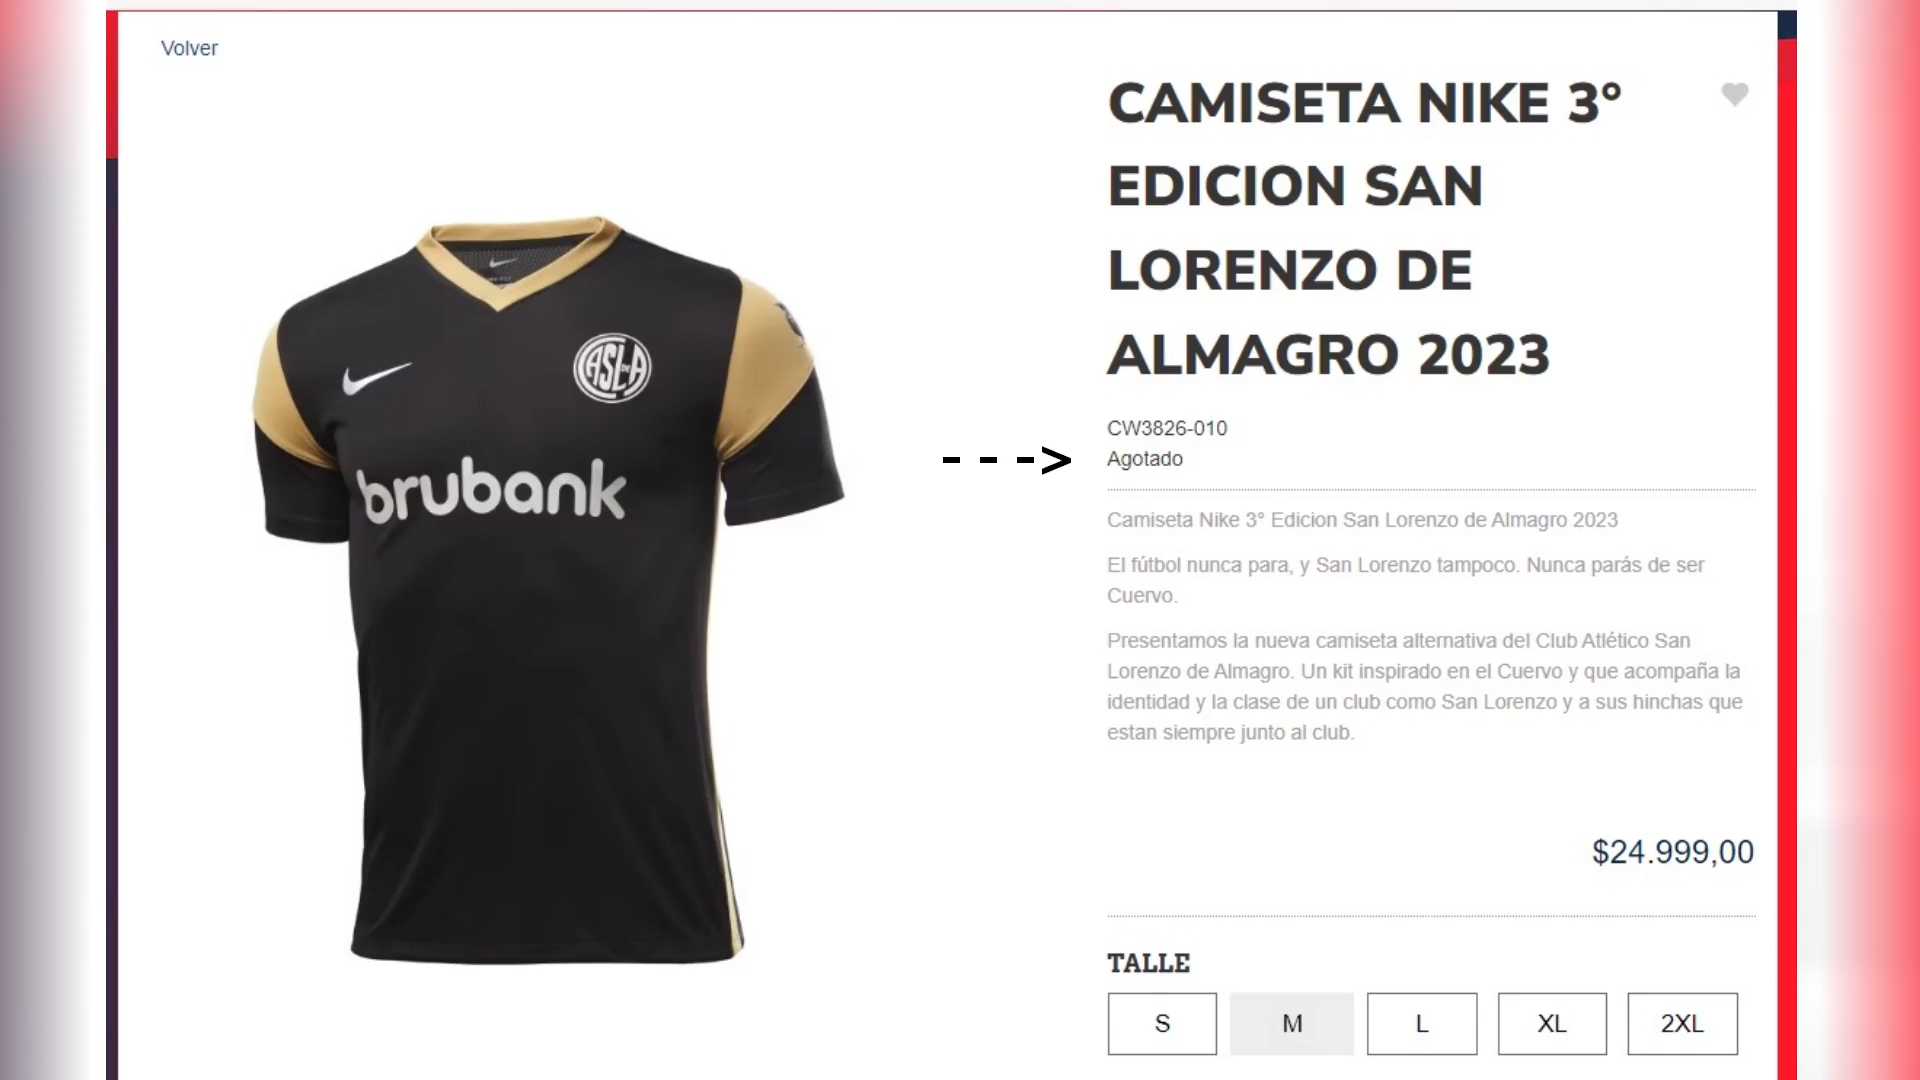 Volver
CAMISETA NIKE 3°
EDICION SAN
LORENZO DE
ALMAGRO 2023
CW3826-010
Agotado
Camiseta Nike 3° Edicion San Lorenzo de Almagro 2023
El fútbol nunca para, y San Lorenzo tampoco. Nunca parás de ser
Cuervo.
Presentamos la nueva camiseta alternativa del Club Atlético San
Lorenzo de Almagro. Un kit inspirado en el Cuervo y que acompaña la
identidad y la clase de un club como San Lorenzo y a sus hinchas que
estan siempre junto al club.
$24.999,00
TALLE
S M L XL 2XL
CASLDEA
brubank